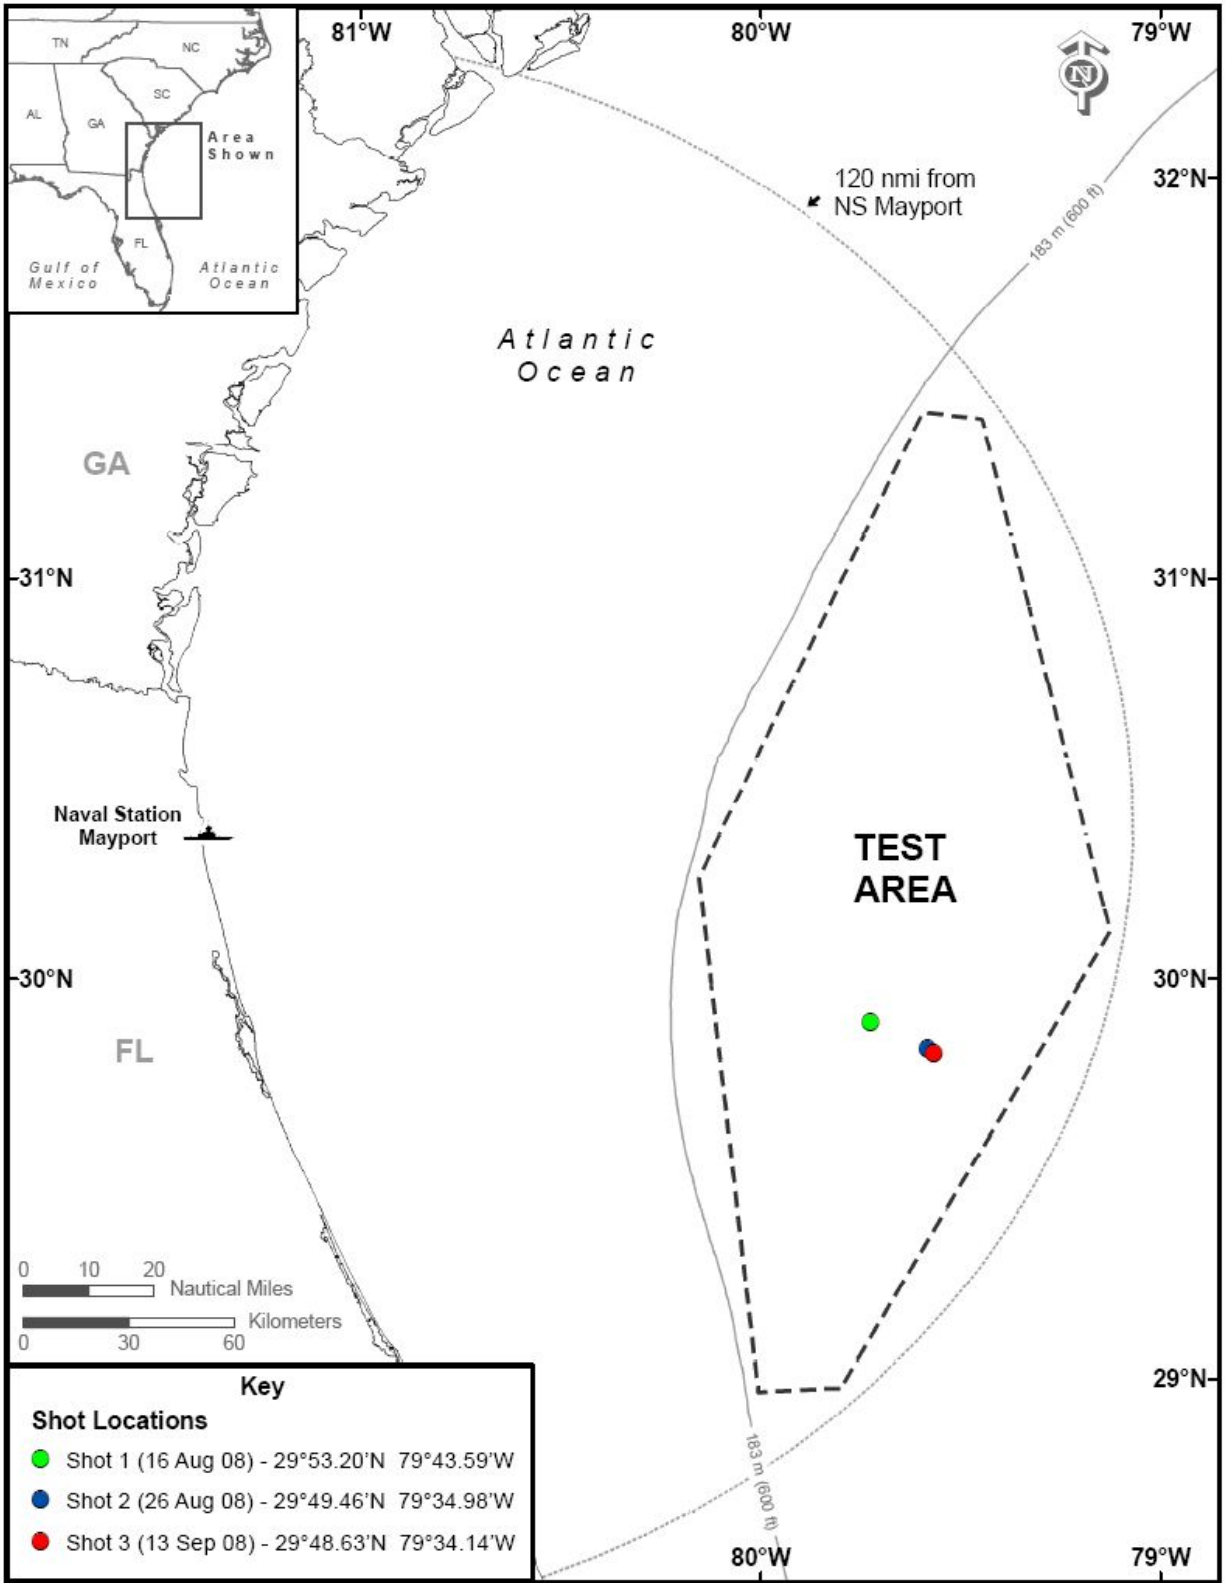 81°W
80°W
79°W
TN
NC
SC
AL
GA
Area
Shown
FL
Gulf of
Mexico
Atlantic
Ocean
N
32°N
120 nmi from
NS Mayport
183 m (600 ft)
Atlantic
Ocean
GA
31°N
31°N
Naval Station
Mayport
TEST
AREA
30°N
30°N
FL
0 10 20
Nautical Miles
Kilometers
0 30 60
29°N
Key
Shot Locations
Shot 1 (16 Aug 08) - 29°53.20'N 79°43.59'W
Shot 2 (26 Aug 08) - 29°49.46'N 79°34.98'W
Shot 3 (13 Sep 08) - 29°48.63'N 79°34.14'W
183 m (600 ft)
80°W
79°W